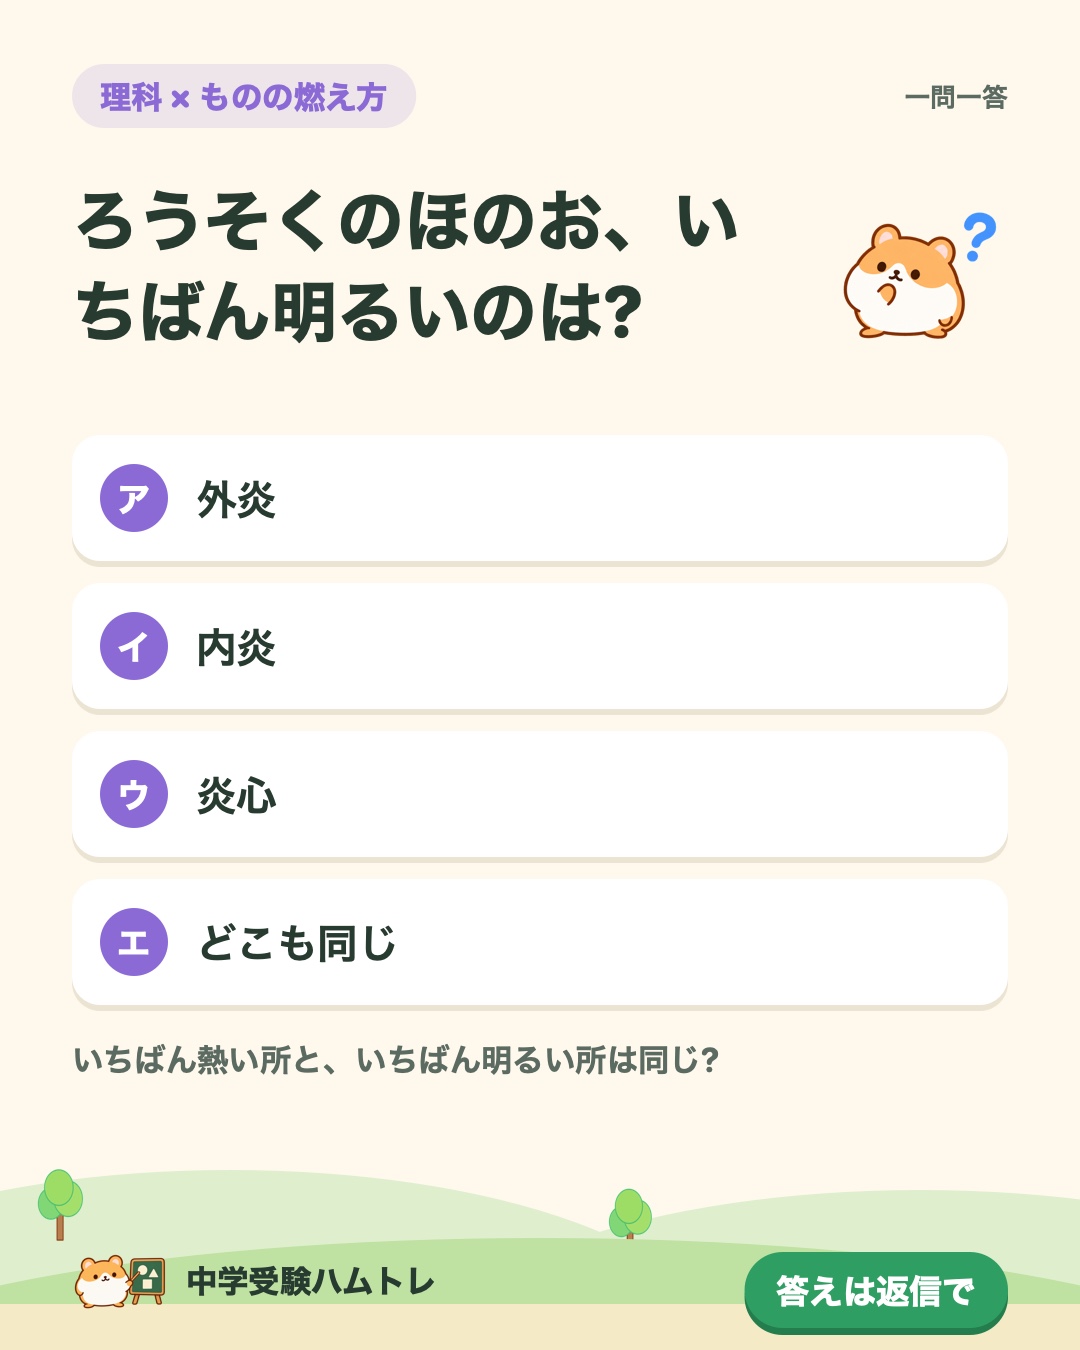 理科 × ものの燃え方
一問一答
ろうそくのほのお、い
ちばん明るいのは?
?
ア 外炎
イ 内炎
ウ 炎心
エ どこも同じ
いちばん熱い所と、いちばん明るい所は同じ?
中学受験ハムトレ
答えは返信で